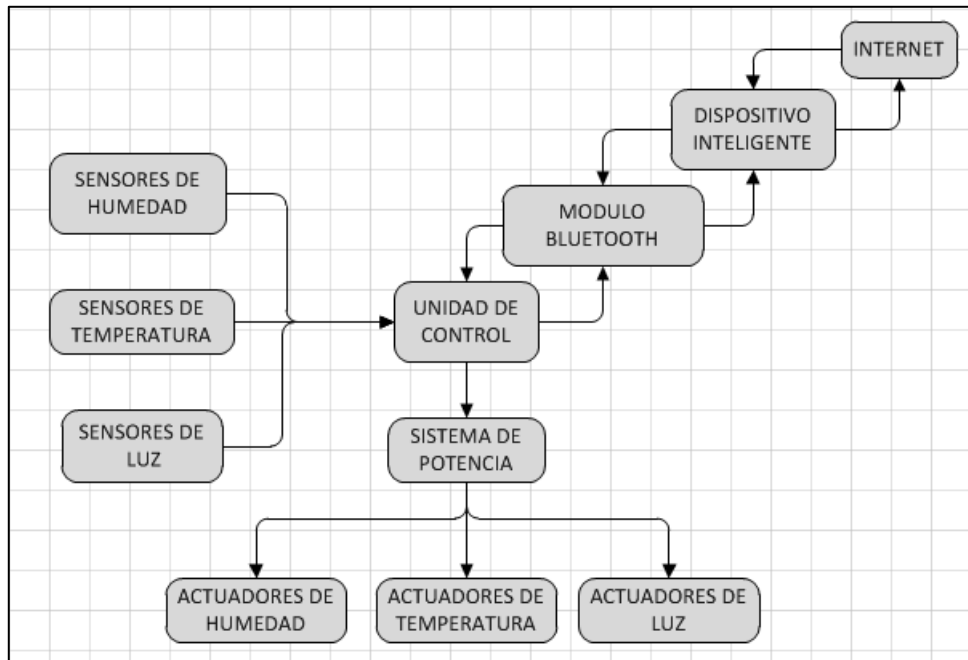 INTERNET
DISPOSITIVO
INTELIGENTE
SENSORES DE
HUMEDAD
MODULO
BLUETOOTH
SENSORES DE
TEMPERATURA
UNIDAD DE
CONTROL
SENSORES DE
LUZ
SISTEMA DE
POTENCIA
ACTUADORES DE
HUMEDAD
ACTUADORES DE
TEMPERATURA
ACTUADORES DE
LUZ